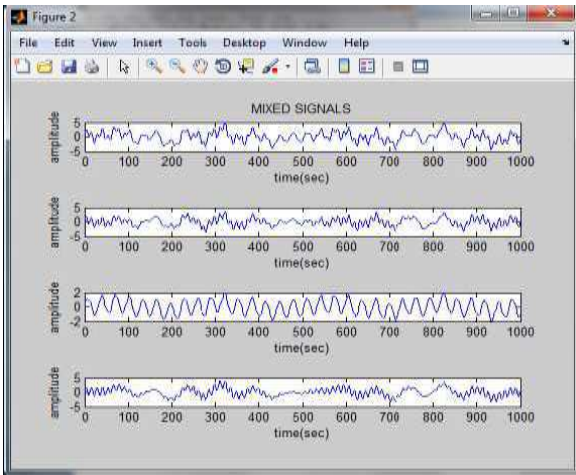 Figure 2
File Edit View Insert Tools Desktop Window Help
MIXED SIGNALS
amplitude
5
0
-5
0 100 200 300 400 500 600 700 800 900 1000
time(sec)
amplitude
5
0
-5
0 100 200 300 400 500 600 700 800 900 1000
time(sec)
amplitude
2
0
-2
0 100 200 300 400 500 600 700 800 900 1000
time(sec)
amplitude
5
0
-5
0 100 200 300 400 500 600 700 800 900 1000
time(sec)